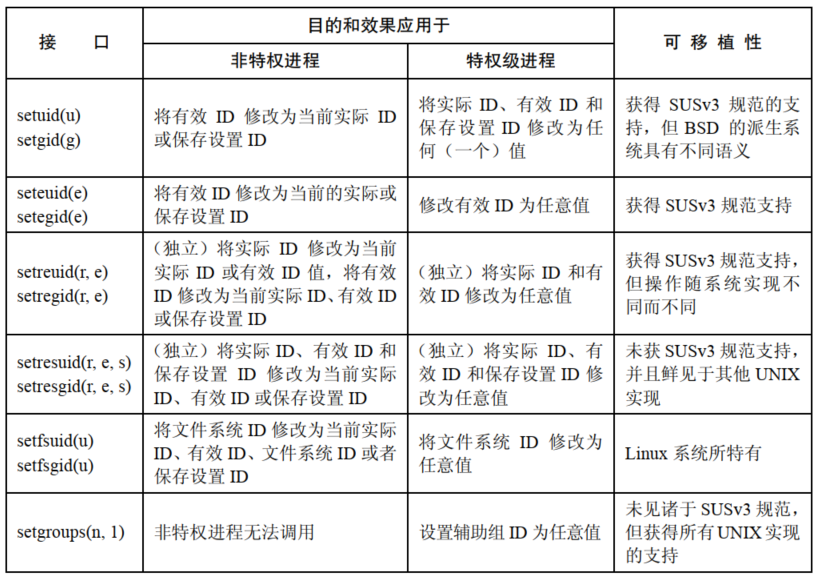 接 口
目的和效果应用于
可 移 植 性
非特权进程
特权级进程
setuid(u)
setgid(g)
将有效 ID 修改为当前实际 ID
或保存设置 ID
将实际 ID、有效 ID 和
保存设置 ID 修改为任
何（一个）值
获得 SUSv3 规范的支
持，但 BSD 的派生系
统具有不同语义
seteuid(e)
setegid(e)
将有效 ID 修改为当前的实际或
保存设置 ID
修改有效 ID 为任意值
获得 SUSv3 规范支持
setreuid(r, e)
setregid(r, e)
（独立）将实际 ID 修改为当前
实际 ID 或有效 ID 值，将有效
ID 修改为当前实际 ID、有效 ID
或保存设置 ID
（独立）将实际 ID 和有
效 ID 修改为任意值
获得 SUSv3 规范支持，
但操作随系统实现不
同而不同
setresuid(r, e, s)
setresgid(r, e, s)
（独立）将实际 ID、有效 ID 和
保存设置 ID 修改为当前实际
ID、有效 ID 或保存设置 ID
（独立）将实际 ID、有
效 ID 和保存设置 ID 修
改为任意值
未获 SUSv3 规范支持，
并且鲜见于其他 UNIX
实现
setfsuid(u)
setfsgid(u)
将文件系统 ID 修改为当前实际
ID、有效 ID、文件系统 ID 或者
保存设置 ID
将文件系统 ID 修改为
任意值
Linux 系统所特有
setgroups(n, 1)
非特权进程无法调用
设置辅助组 ID 为任意值
未见诸于 SUSv3 规范，
但获得所有 UNIX 实现
的支持